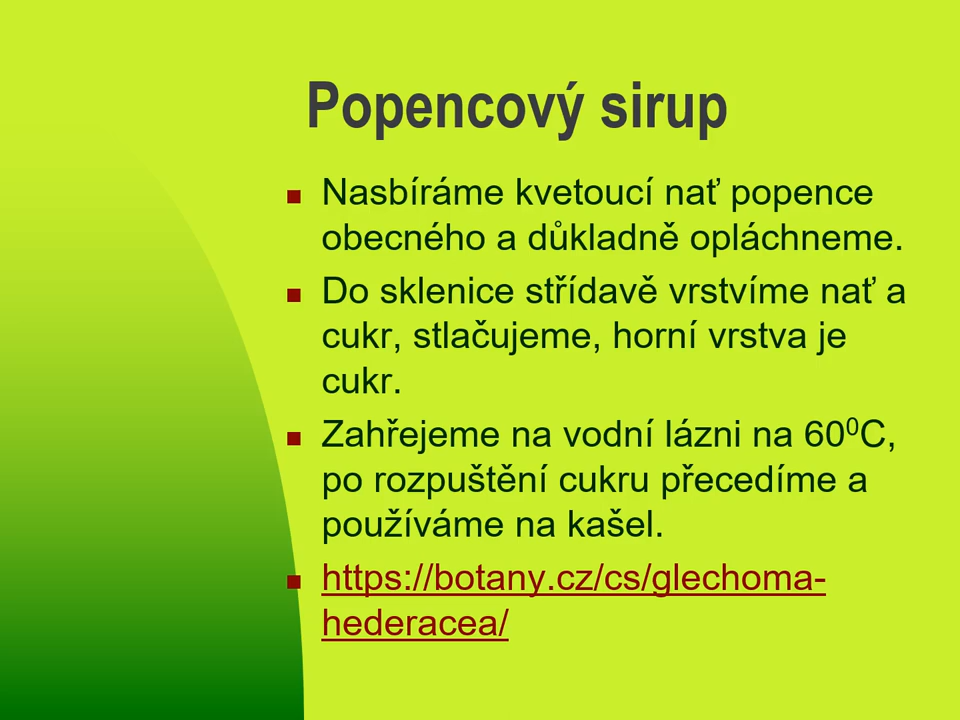 Popencový sirup
Nasbíráme kvetoucí nať popence
obecného a důkladně opláchneme.
Do sklenice střídavě vrstvíme nať a
cukr, stlačujeme, horní vrstva je
cukr.
Zahřejeme na vodní lázni na 60⁰C,
po rozpuštění cukru přecedíme a
používáme na kašel.
https://botany.cz/cs/glechoma-
hederacea/